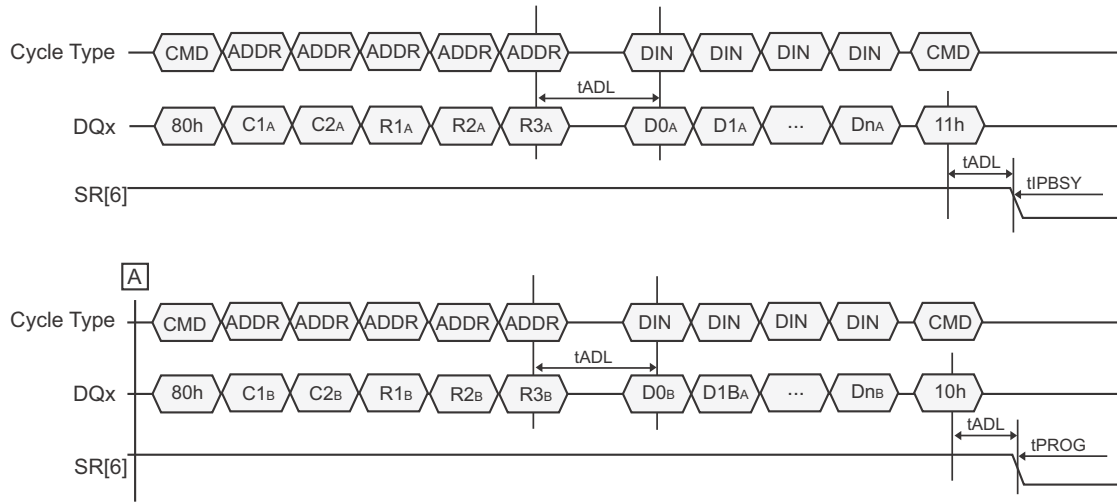 Cycle Type CMD ADDR ADDR ADDR ADDR ADDR DIN DIN DIN DIN CMD
tADL
DQx 80h C1A C2A R1A R2A R3A D0A D1A ... DnA 11h
tADL
tIPBSY
SR[6]
A
Cycle Type CMD ADDR ADDR ADDR ADDR ADDR DIN DIN DIN DIN CMD
tADL
DQx 80h C1B C2B R1B R2B R3B D0B D1BA ... DnB 10h
tADL
tPROG
SR[6]